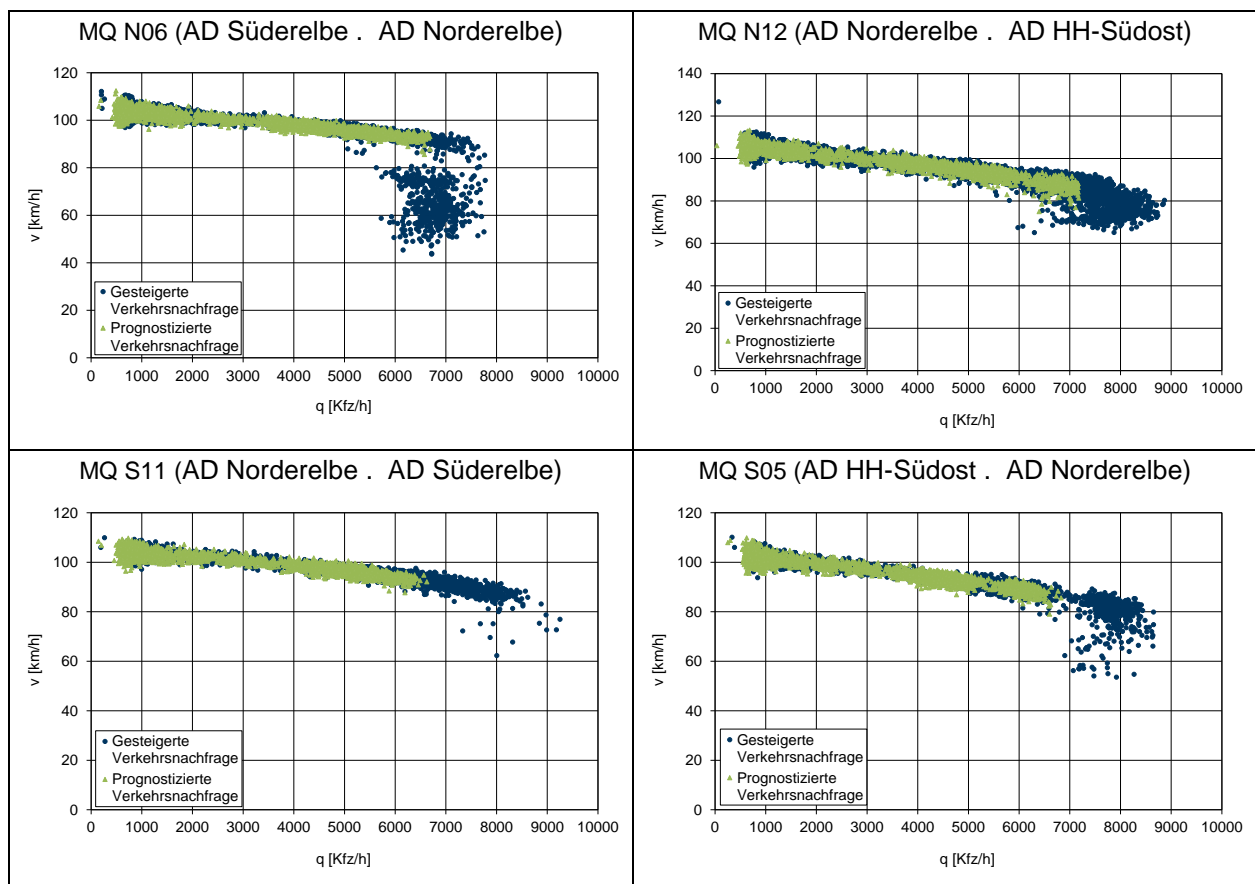 MQ N06 (AD Süderelbe . AD Norderelbe)
120
100
80
60
40
20
0
v [km/h]
Gesteigerte
Verkehrsnachfrage
Prognostizierte
Verkehrsnachfrage
0 1000 2000 3000 4000 5000 6000 7000 8000 9000 10000
q [Kfz/h]
MQ N12 (AD Norderelbe . AD HH-Südost)
140
120
100
80
60
40
20
0
v [km/h]
Gesteigerte
Verkehrsnachfrage
Prognostizierte
Verkehrsnachfrage
0 1000 2000 3000 4000 5000 6000 7000 8000 9000 10000
q [Kfz/h]
MQ S11 (AD Norderelbe . AD Süderelbe)
120
100
80
60
40
20
0
v [km/h]
Gesteigerte
Verkehrsnachfrage
Prognostizierte
Verkehrsnachfrage
0 1000 2000 3000 4000 5000 6000 7000 8000 9000 10000
q [Kfz/h]
MQ S05 (AD HH-Südost . AD Norderelbe)
120
100
80
60
40
20
0
v [km/h]
Gesteigerte
Verkehrsnachfrage
Prognostizierte
Verkehrsnachfrage
0 1000 2000 3000 4000 5000 6000 7000 8000 9000 10000
q [Kfz/h]